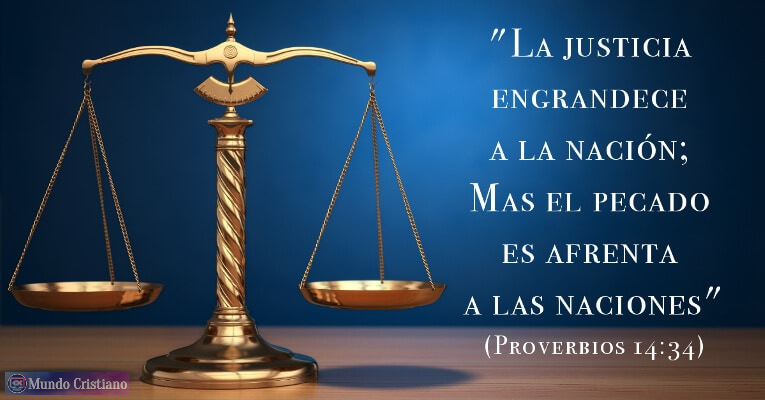 "La justicia
engrandece
a la nación;
Mas el pecado
es afrenta
a las naciones"
(Proverbios 14:34)
Mundo Cristiano